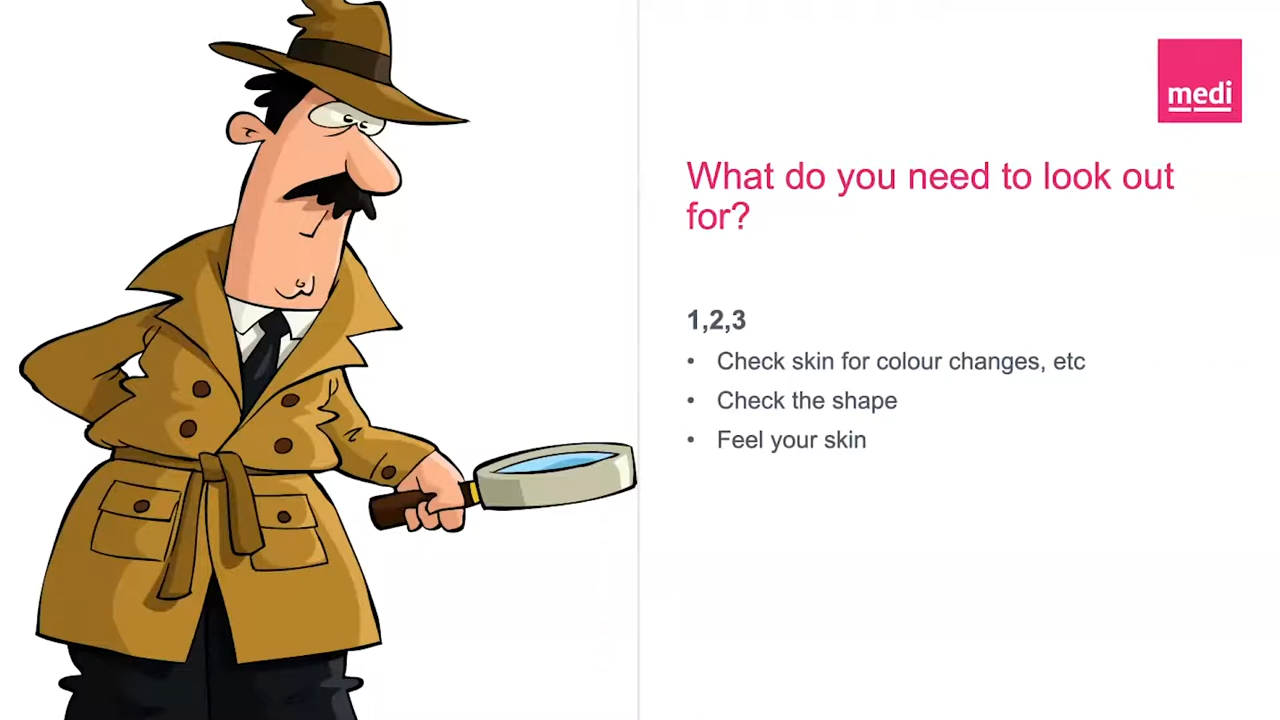 medi
What do you need to look out
for?
1,2,3
• Check skin for colour changes, etc
• Check the shape
• Feel your skin